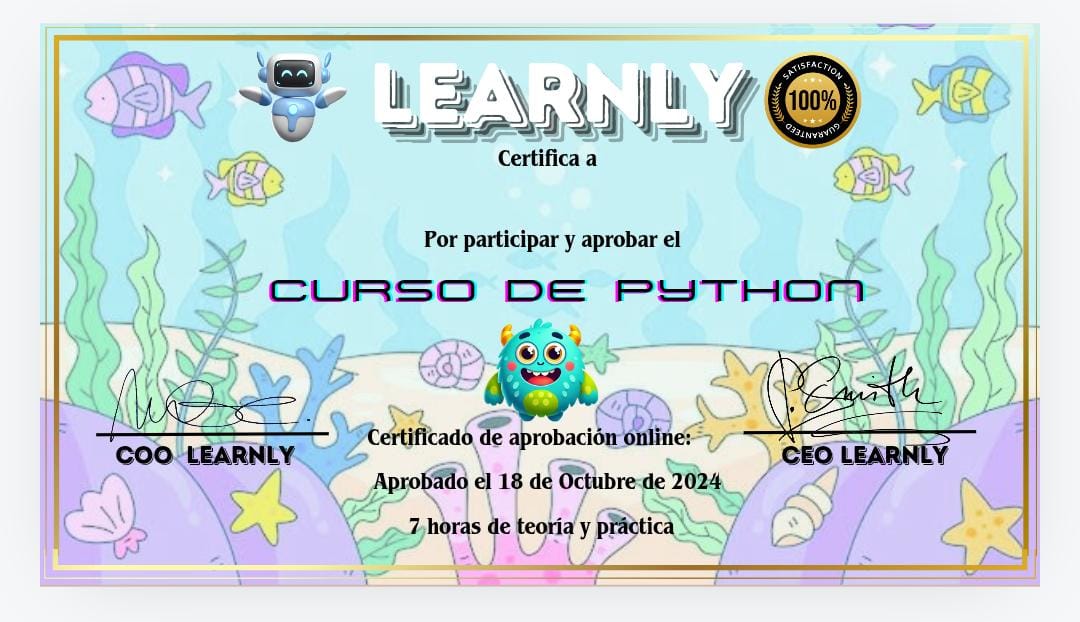 LEARNLY
SATISFACTION
100%
GUARANTEED
Certifica a
Por participar y aprobar el
CURSO DE PYTHON
J. Smith
COO LEARNLY
CEO LEARNLY
Certificado de aprobación online:
Aprobado el 18 de Octubre de 2024
7 horas de teoría y práctica